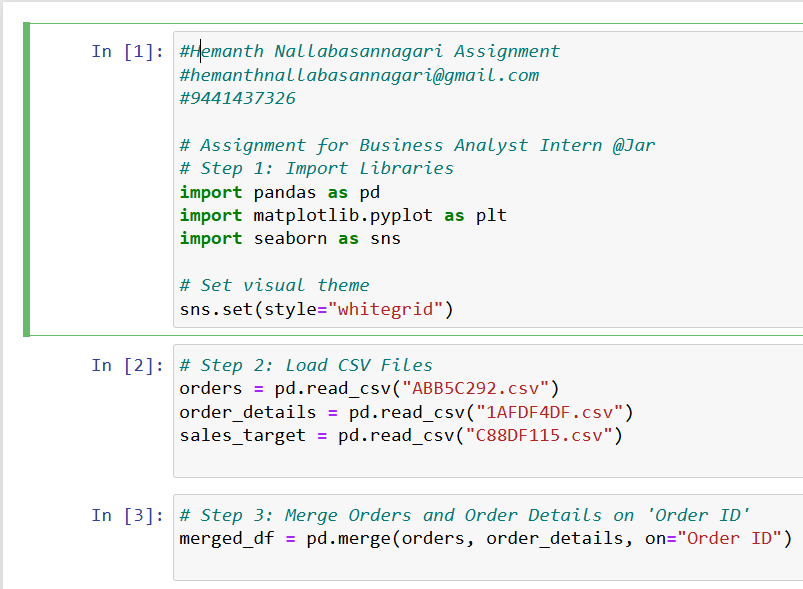 In [1]:
#Hemanth Nallabasannagari Assignment
#hemanthnallabasannagari@gmail.com
#9441437326
# Assignment for Business Analyst Intern @Jar
# Step 1: Import Libraries
import pandas as pd
import matplotlib.pyplot as plt
import seaborn as sns
# Set visual theme
sns.set(style="whitegrid")
In [2]:
# Step 2: Load CSV Files
orders = pd.read_csv("ABB5C292.csv")
order_details = pd.read_csv("1AFDF4DF.csv")
sales_target = pd.read_csv("C88DF115.csv")
In [3]:
# Step 3: Merge Orders and Order Details on 'Order ID'
merged_df = pd.merge(orders, order_details, on="Order ID")